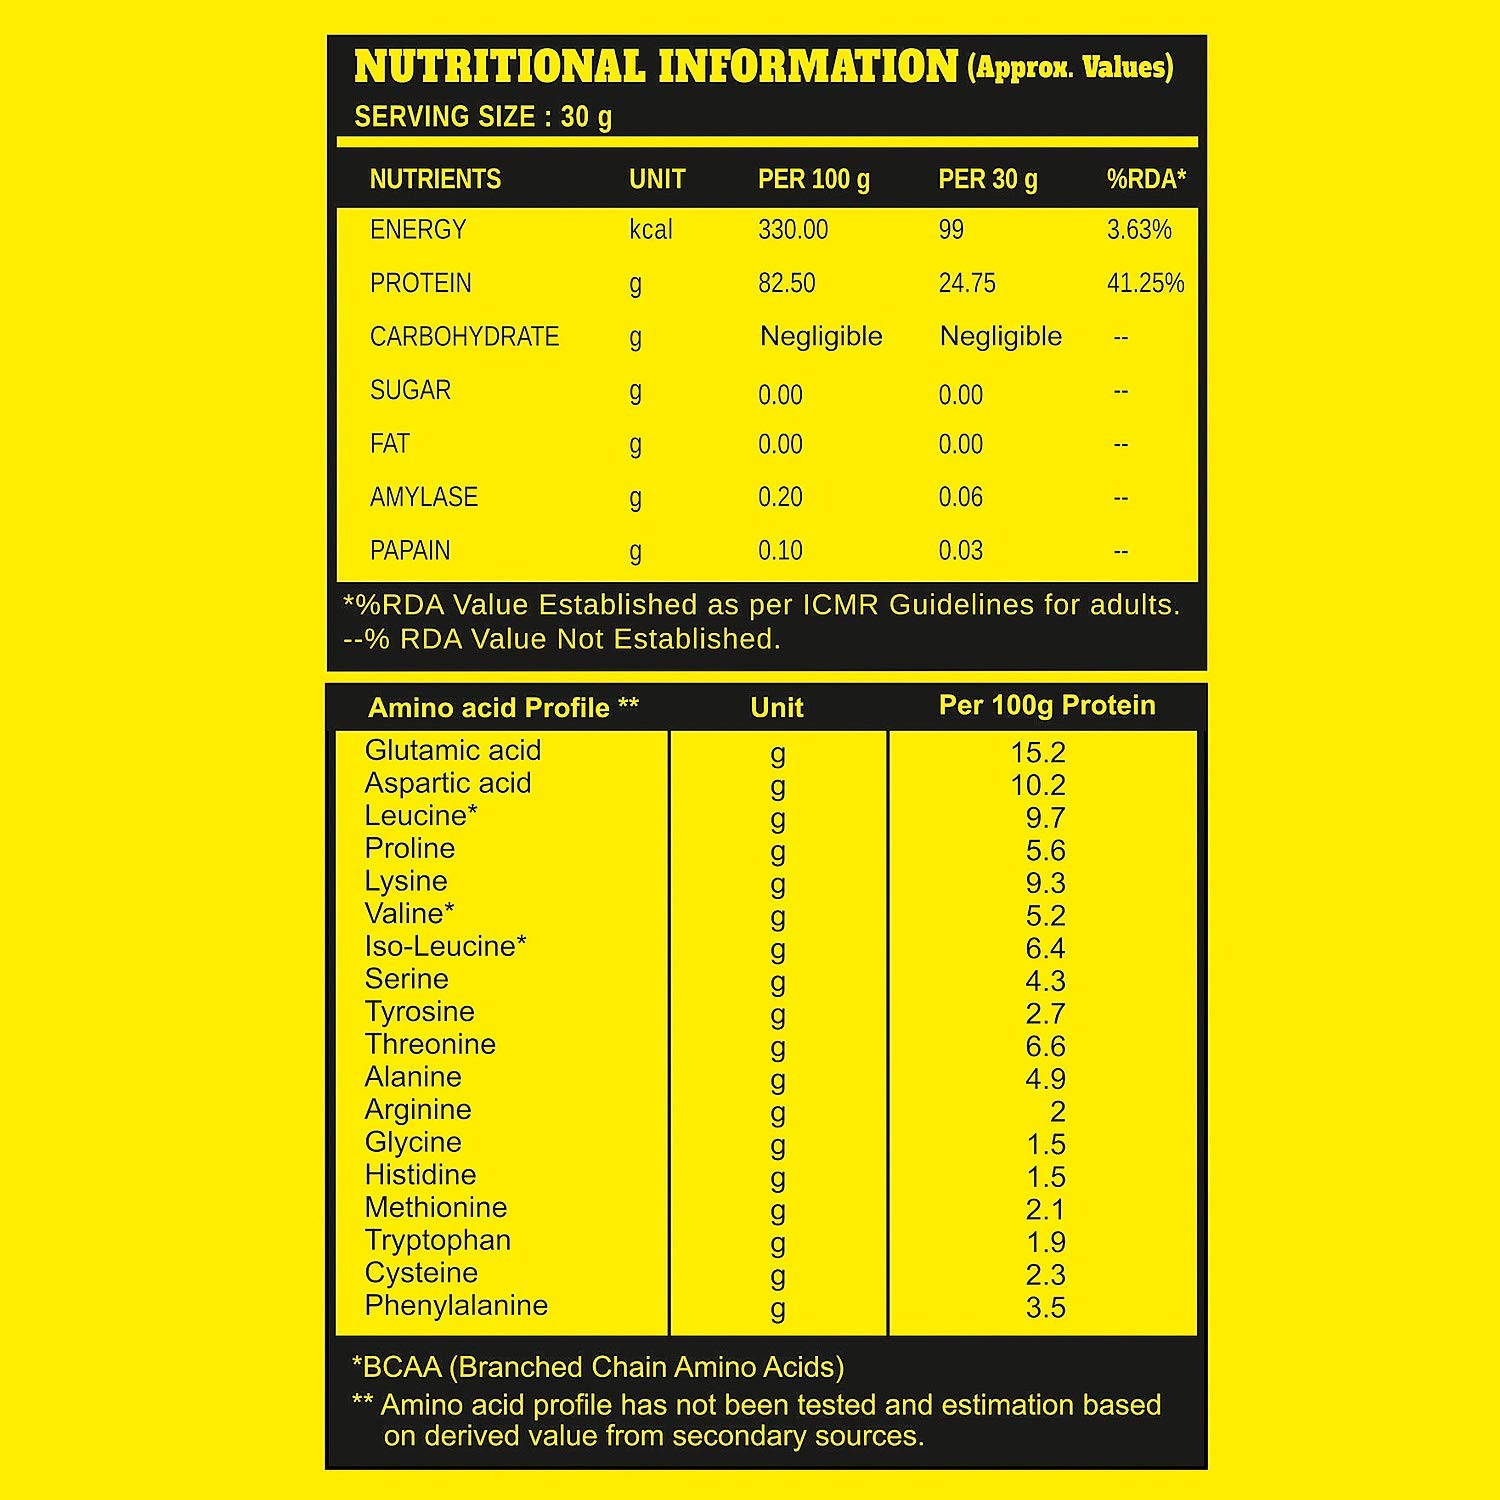 NUTRITIONAL INFORMATION (Approx. Values)
SERVING SIZE : 30 g
NUTRIENTS UNIT PER 100 g PER 30 g %RDA*
ENERGY kcal 330.00 99 3.63%
PROTEIN g 82.50 24.75 41.25%
CARBOHYDRATE g Negligible Negligible --
SUGAR g 0.00 0.00 --
FAT g 0.00 0.00 --
AMYLASE g 0.20 0.06 --
PAPAIN g 0.10 0.03 --
*%RDA Value Established as per ICMR Guidelines for adults.
--% RDA Value Not Established.
Amino acid Profile ** Unit Per 100g Protein
Glutamic acid g 15.2
Aspartic acid g 10.2
Leucine* g 9.7
Proline g 5.6
Lysine g 9.3
Valine* g 5.2
Iso-Leucine* g 6.4
Serine g 4.3
Tyrosine g 2.7
Threonine g 6.6
Alanine g 4.9
Arginine g 2
Glycine g 1.5
Histidine g 1.5
Methionine g 2.1
Tryptophan g 1.9
Cysteine g 2.3
Phenylalanine g 3.5
*BCAA (Branched Chain Amino Acids)
** Amino acid profile has not been tested and estimation based
on derived value from secondary sources.